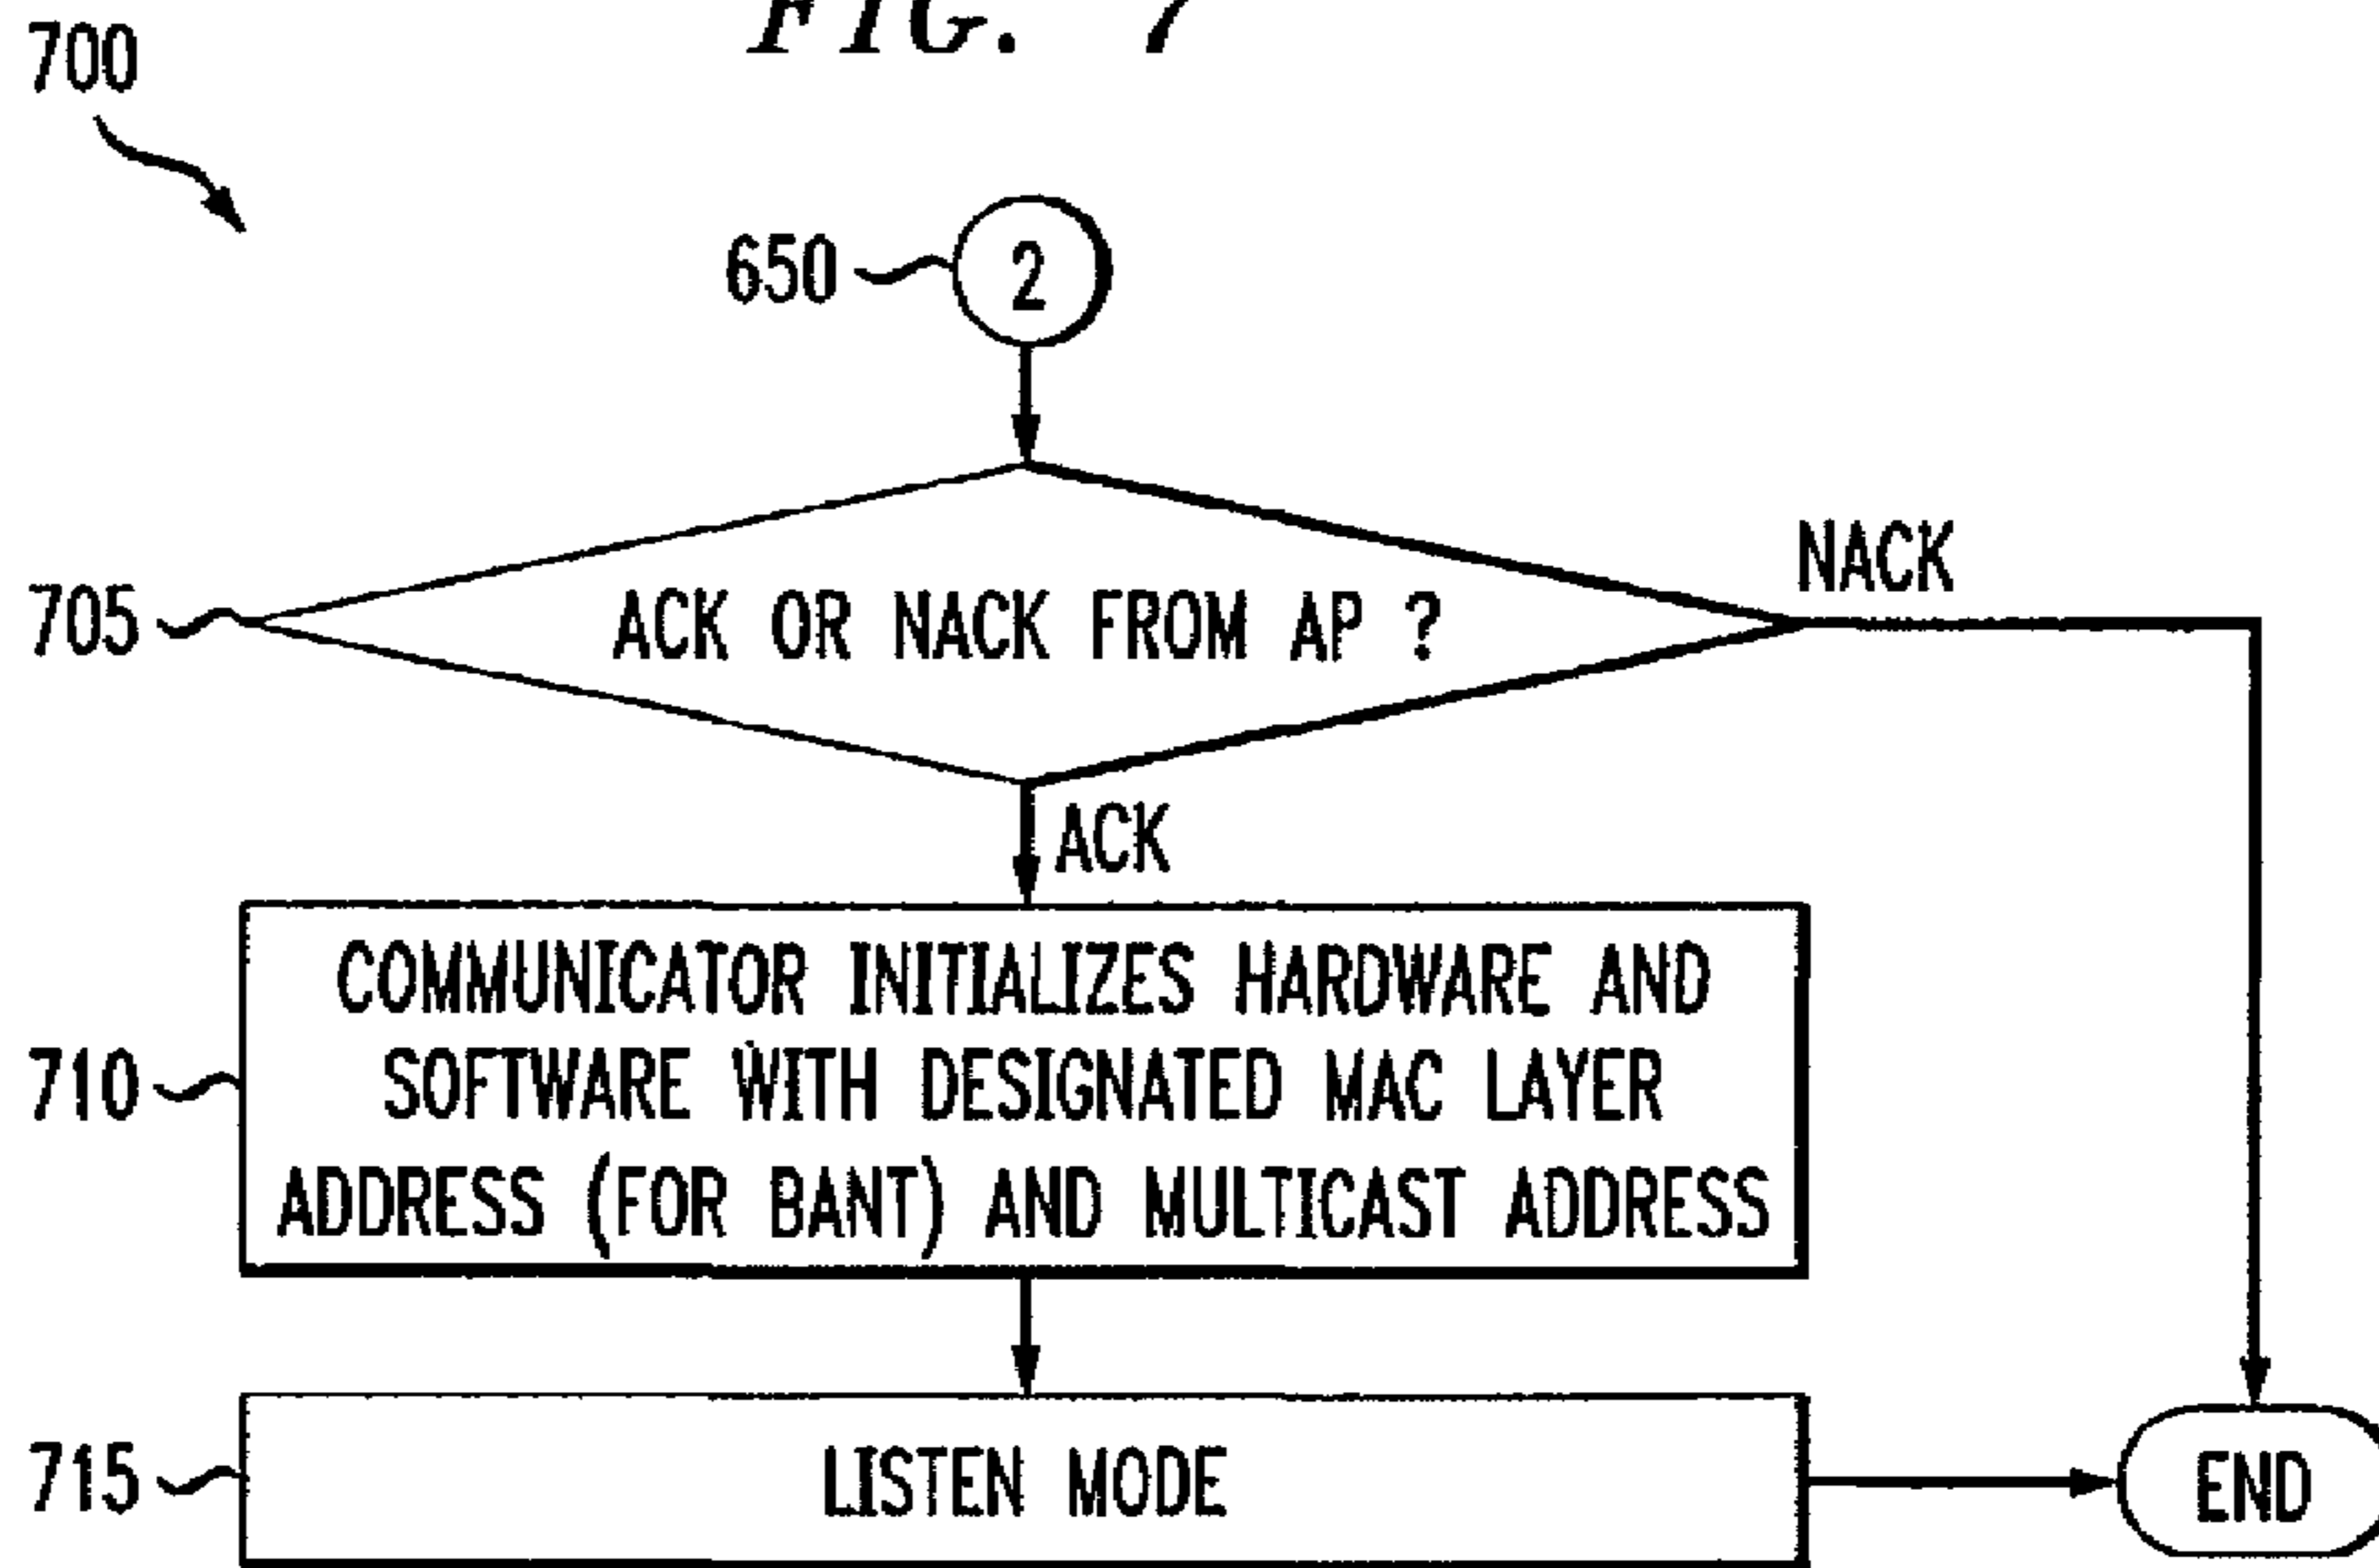 FIG. 7
700
650
2
705
ACK OR NACK FROM AP ?
NACK
ACK
710
COMMUNICATOR INITIALIZES HARDWARE AND
SOFTWARE WITH DESIGNATED MAC LAYER
ADDRESS (FOR BANT) AND MULTICAST ADDRESS
715
LISTEN MODE
END